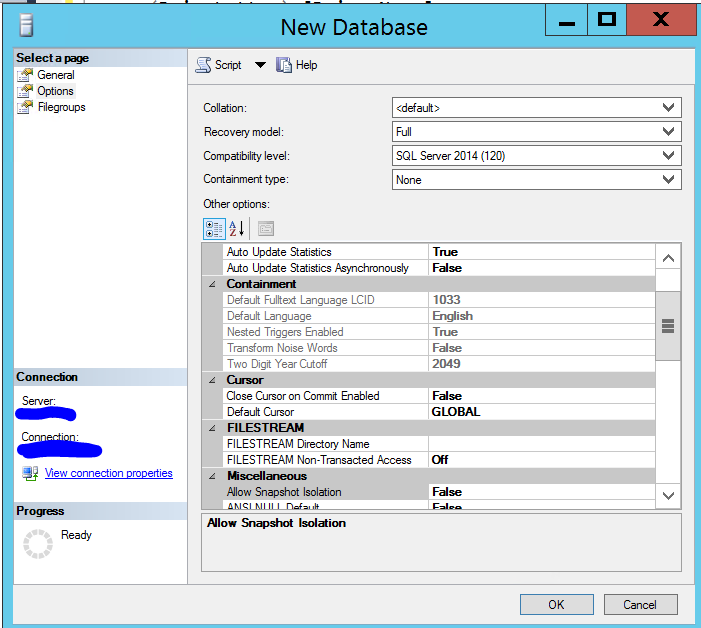 New Database
Select a page
General
Options
Filegroups
Script
Help
Collation: <default>
Recovery model: Full
Compatibility level: SQL Server 2014 (120)
Containment type: None
Other options:
Auto Update Statistics True
Auto Update Statistics Asynchronously False
Containment
Default Fulltext Language LCID 1033
Default Language English
Nested Triggers Enabled True
Transform Noise Words False
Two Digit Year Cutoff 2049
Cursor
Close Cursor on Commit Enabled False
Default Cursor GLOBAL
FILESTREAM
FILESTREAM Directory Name
FILESTREAM Non-Transacted Access Off
Miscellaneous
Allow Snapshot Isolation False
ANSI NULL Default False
Allow Snapshot Isolation
Connection
Server:
Connection:
View connection properties
Progress
Ready
OK
Cancel